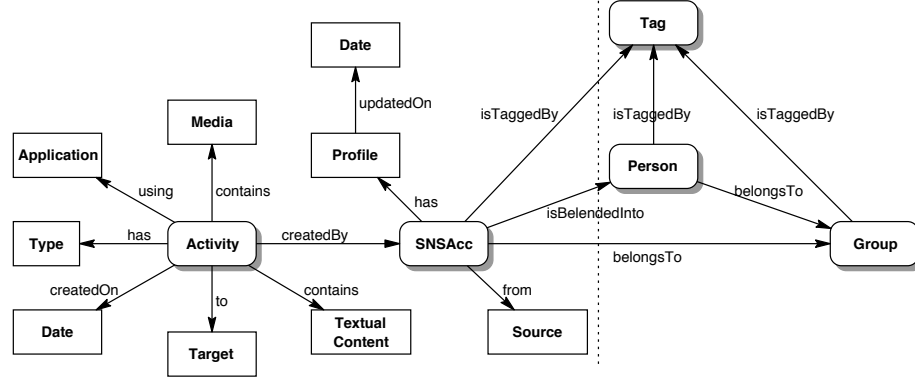 Tag
Date
isTaggedBy
isTaggedBy
isTaggedBy
updatedOn
Media
Application
Profile
Person
using
contains
has
belongsTo
isBelendedInto
Type
has
Activity
createdBy
SNSAcc
Group
belongsTo
createdOn
to
contains
from
Date
Target
Textual
Content
Source